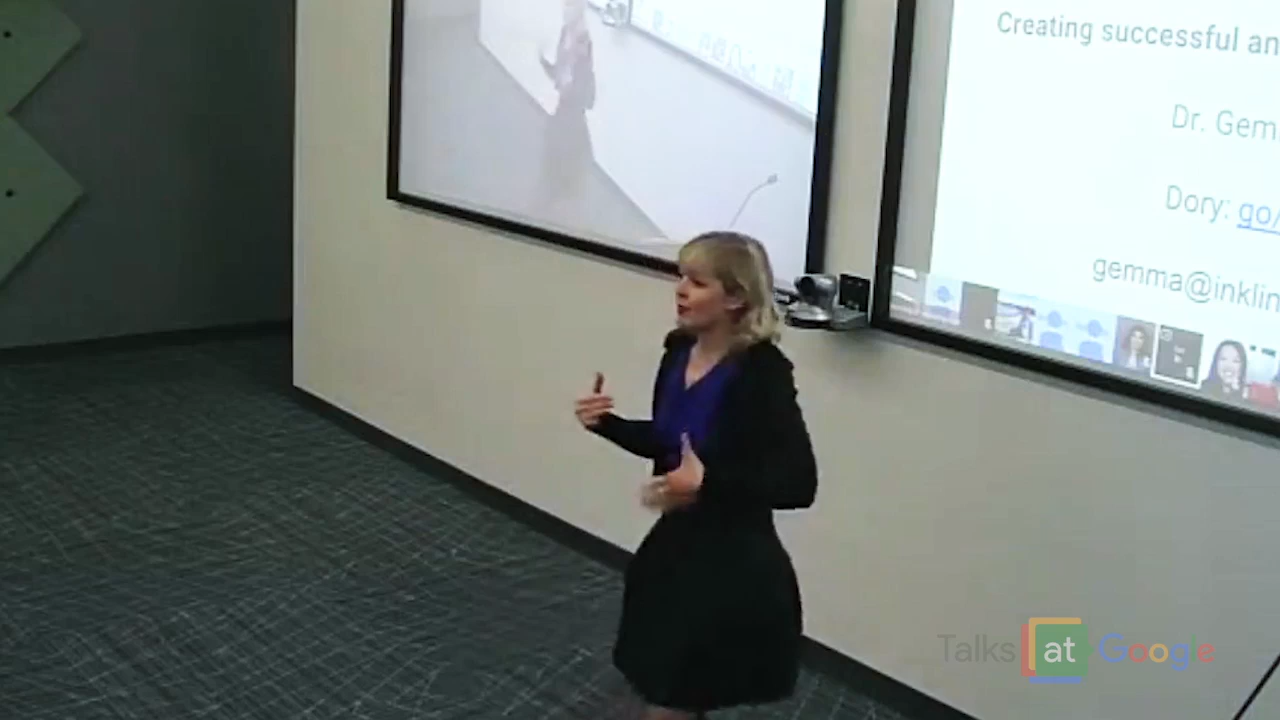 Creating successful an
Dr. Gem
Dory: go/
gemma@inklin
Talks at Google